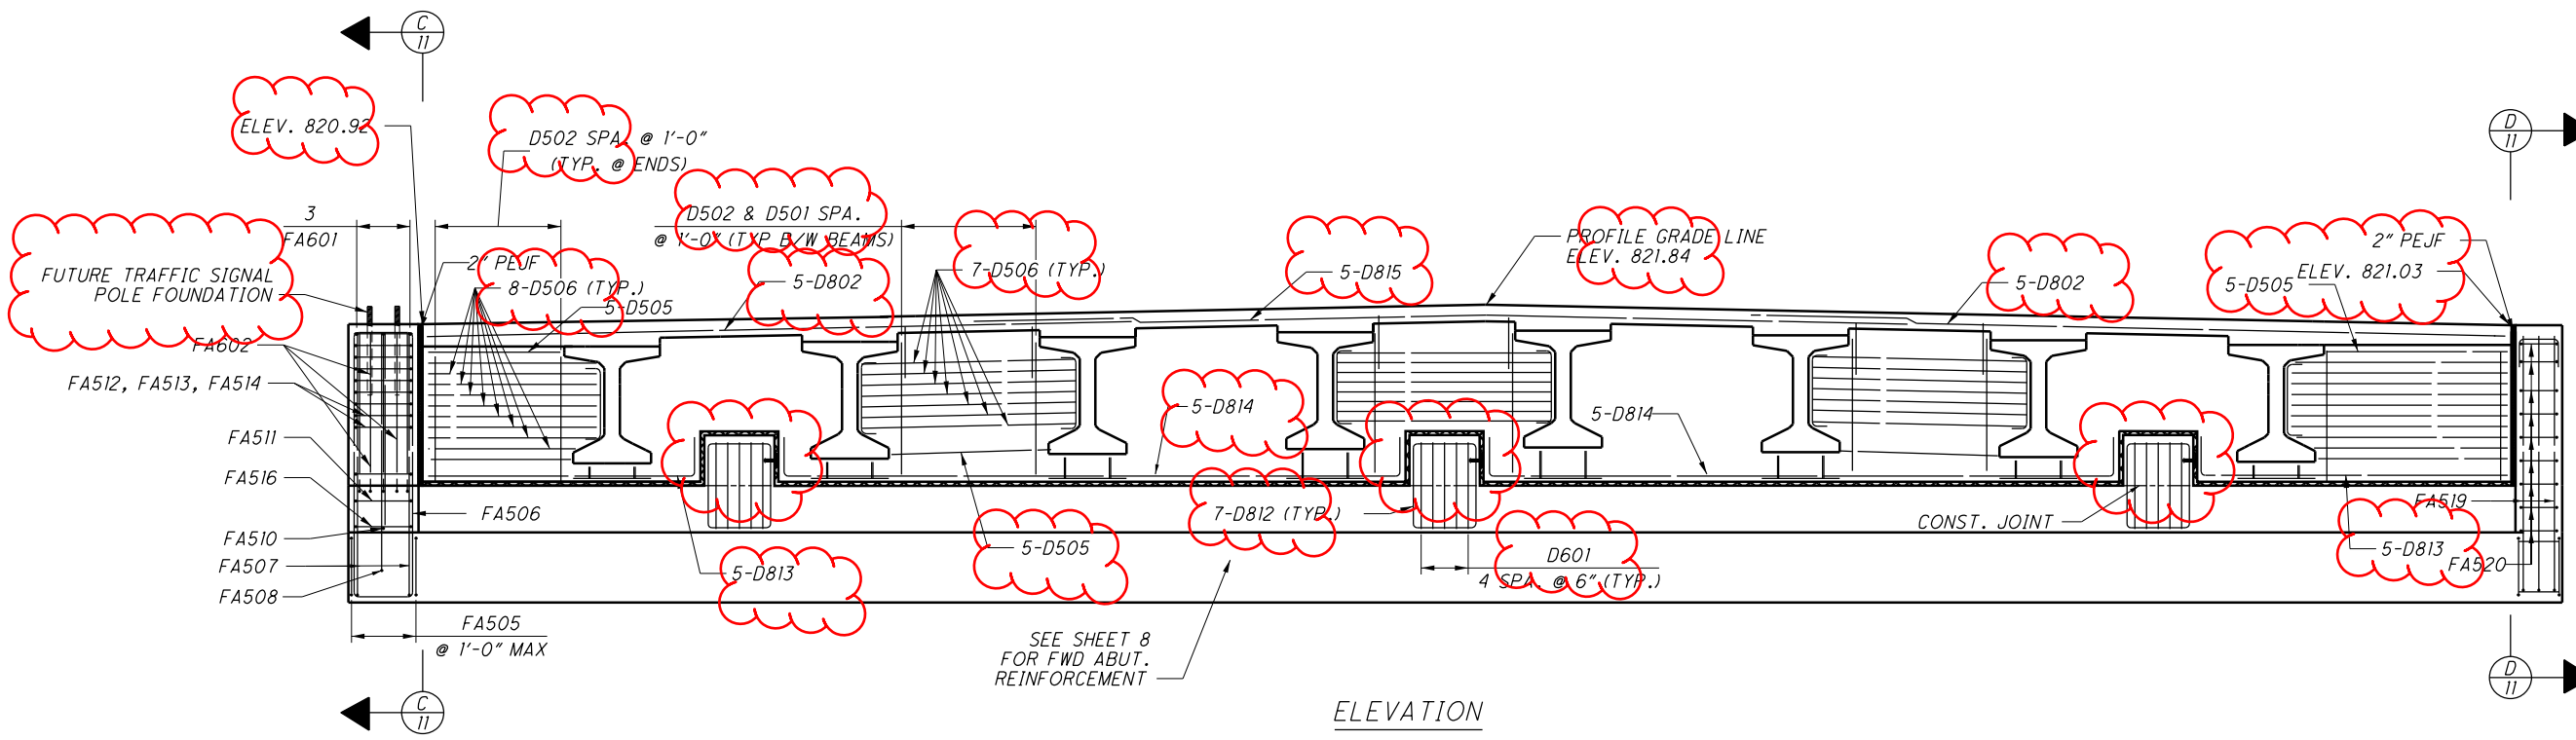 C
11
ELEV. 820.92
D502 SPA. @ 1'-0"
(TYP. @ ENDS)
D
11
3
FA601
D502 & D501 SPA.
@ 1'-0" (TYP B/W BEAMS)
FUTURE TRAFFIC SIGNAL
POLE FOUNDATION
2" PEJF
8-D506 (TYP.)
5-D505
5-D802
7-D506 (TYP.)
5-D815
PROFILE GRADE LINE
ELEV. 821.84
5-D802
2" PEJF
ELEV. 821.03
5-D505
FA602
FA512, FA513, FA514
FA511
FA516
FA506
FA510
FA507
FA508
5-D814
5-D814
7-D812 (TYP.)
CONST. JOINT
FA519
5-D813
5-D505
D601
4 SPA. @ 6" (TYP.)
5-D813
FA520
FA505
@ 1'-0" MAX
SEE SHEET 8
FOR FWD ABUT.
REINFORCEMENT
C
11
D
11
ELEVATION